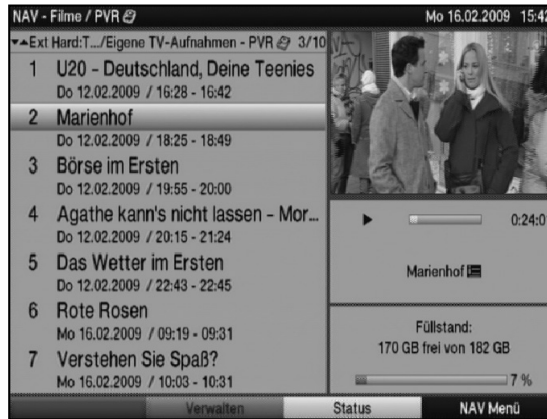 NAV - Filme / PVR Mo 16.02.2009 15:42
Ext Hard:T.../Eigene TV-Aufnahmen - PVR 3/10
1 U20 - Deutschland, Deine Teenies
Do 12.02.2009 / 16:28 - 16:42
2 Marienhof
Do 12.02.2009 / 18:25 - 18:49
3 Börse im Ersten
Do 12.02.2009 / 19:55 - 20:00
4 Agathe kann's nicht lassen - Mor...
Do 12.02.2009 / 20:15 - 21:24
5 Das Wetter im Ersten
Do 12.02.2009 / 22:43 - 22:45
6 Rote Rosen
Mo 16.02.2009 / 09:19 - 09:31
7 Verstehen Sie Spaß?
Mo 16.02.2009 / 10:03 - 10:31
0:24:0
Marienhof
Füllstand:
170 GB frei von 182 GB
7 %
Verwalten Status NAV Menü